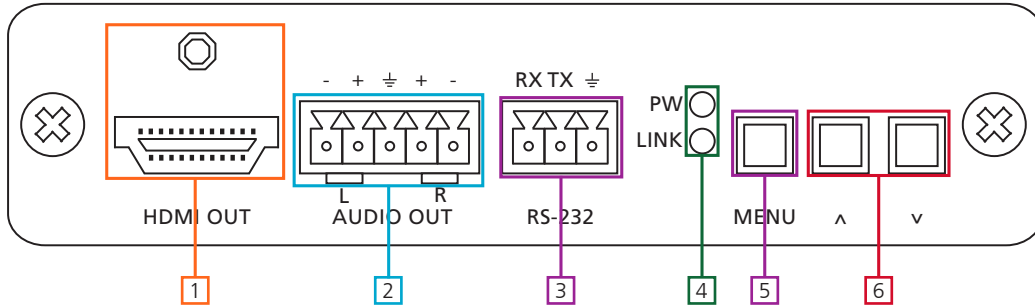 - + ⏚ + -
RX TX ⏚
PW
LINK
L R
HDMI OUT AUDIO OUT RS-232 MENU ʌ v
1 2 3 4 5 6